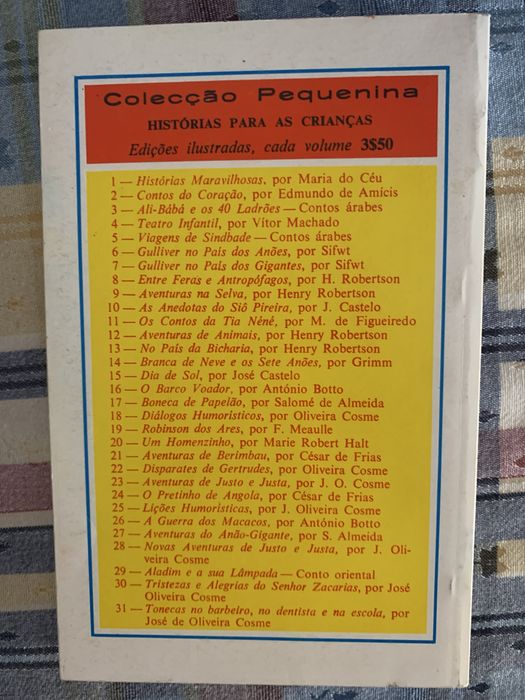 Colecção Pequenina
HISTÓRIAS PARA AS CRIANÇAS
Edições ilustradas, cada volume 3$50
1 — Histórias Maravilhosas, por Maria do Céu
2 — Contos do Coração, por Edmundo de Amicis
3 — Ali-Bábá e os 40 Ladrões — Contos árabes
4 — Teatro Infantil, por Vítor Machado
5 — Viagens de Sindbade — Contos árabes
6 — Gulliver no País dos Anões, por Sifwt
7 — Gulliver no País dos Gigantes, por Sifwt
8 — Entre Feras e Antropófagos, por H. Robertson
9 — Aventuras na Selva, por Henry Robertson
10 — As Anedotas do Siô Pireira, por J. Castelo
11 — Os Contos da Tia Néné, por M. de Figueiredo
12 — Aventuras de Animais, por Henry Robertson
13 — No País da Bicharia, por Henry Robertson
14 — Branca de Neve e os Sete Anões, por Grimm
15 — Dia de Sol, por José Castelo
16 — O Barco Voador, por António Botto
17 — Boneca de Papelão, por Salomé de Almeida
18 — Diálogos Humorísticos, por Oliveira Cosme
19 — Robinson dos Ares, por F. Meaulle
20 — Um Homenzinho, por Marie Robert Halt
21 — Aventuras de Berimbau, por César de Frias
22 — Disparates de Gertrudes, por Oliveira Cosme
23 — Aventuras de Justo e Justa, por J. O. Cosme
24 — O Pretinho de Angola, por César de Frias
25 — Lições Humorísticas, por J. Oliveira Cosme
26 — A Guerra dos Macacos, por António Botto
27 — Aventuras do Anão-Gigante, por S. Almeida
28 — Novas Aventuras de Justo e Justa, por J. Oli-
veira Cosme
29 — Aladim e a sua Lâmpada — Conto oriental
30 — Tristezas e Alegrias do Senhor Zacarias, por José
Oliveira Cosme
31 — Tonecas no barbeiro, no dentista e na escola, por
José de Oliveira Cosme